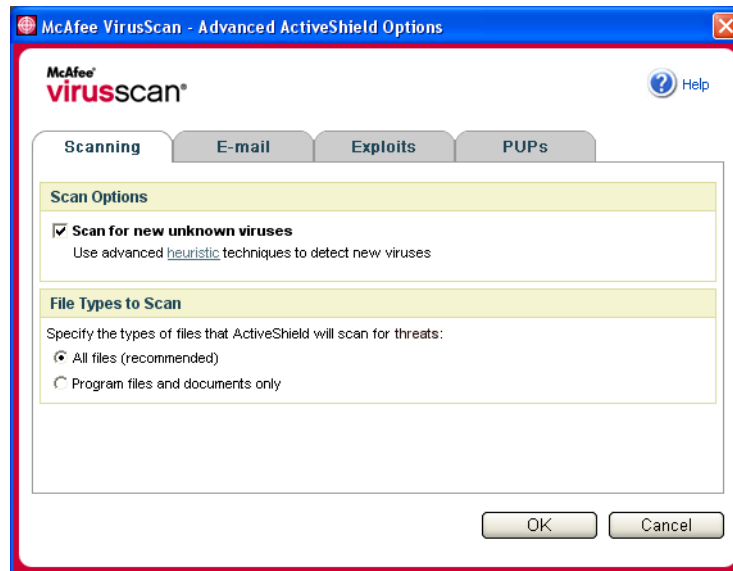 McAfee VirusScan - Advanced ActiveShield Options
McAfee®
virusscan®
Help
Scanning
E-mail
Exploits
PUPs
Scan Options
Scan for new unknown viruses
Use advanced heuristic techniques to detect new viruses
File Types to Scan
Specify the types of files that ActiveShield will scan for threats:
All files (recommended)
Program files and documents only
OK
Cancel